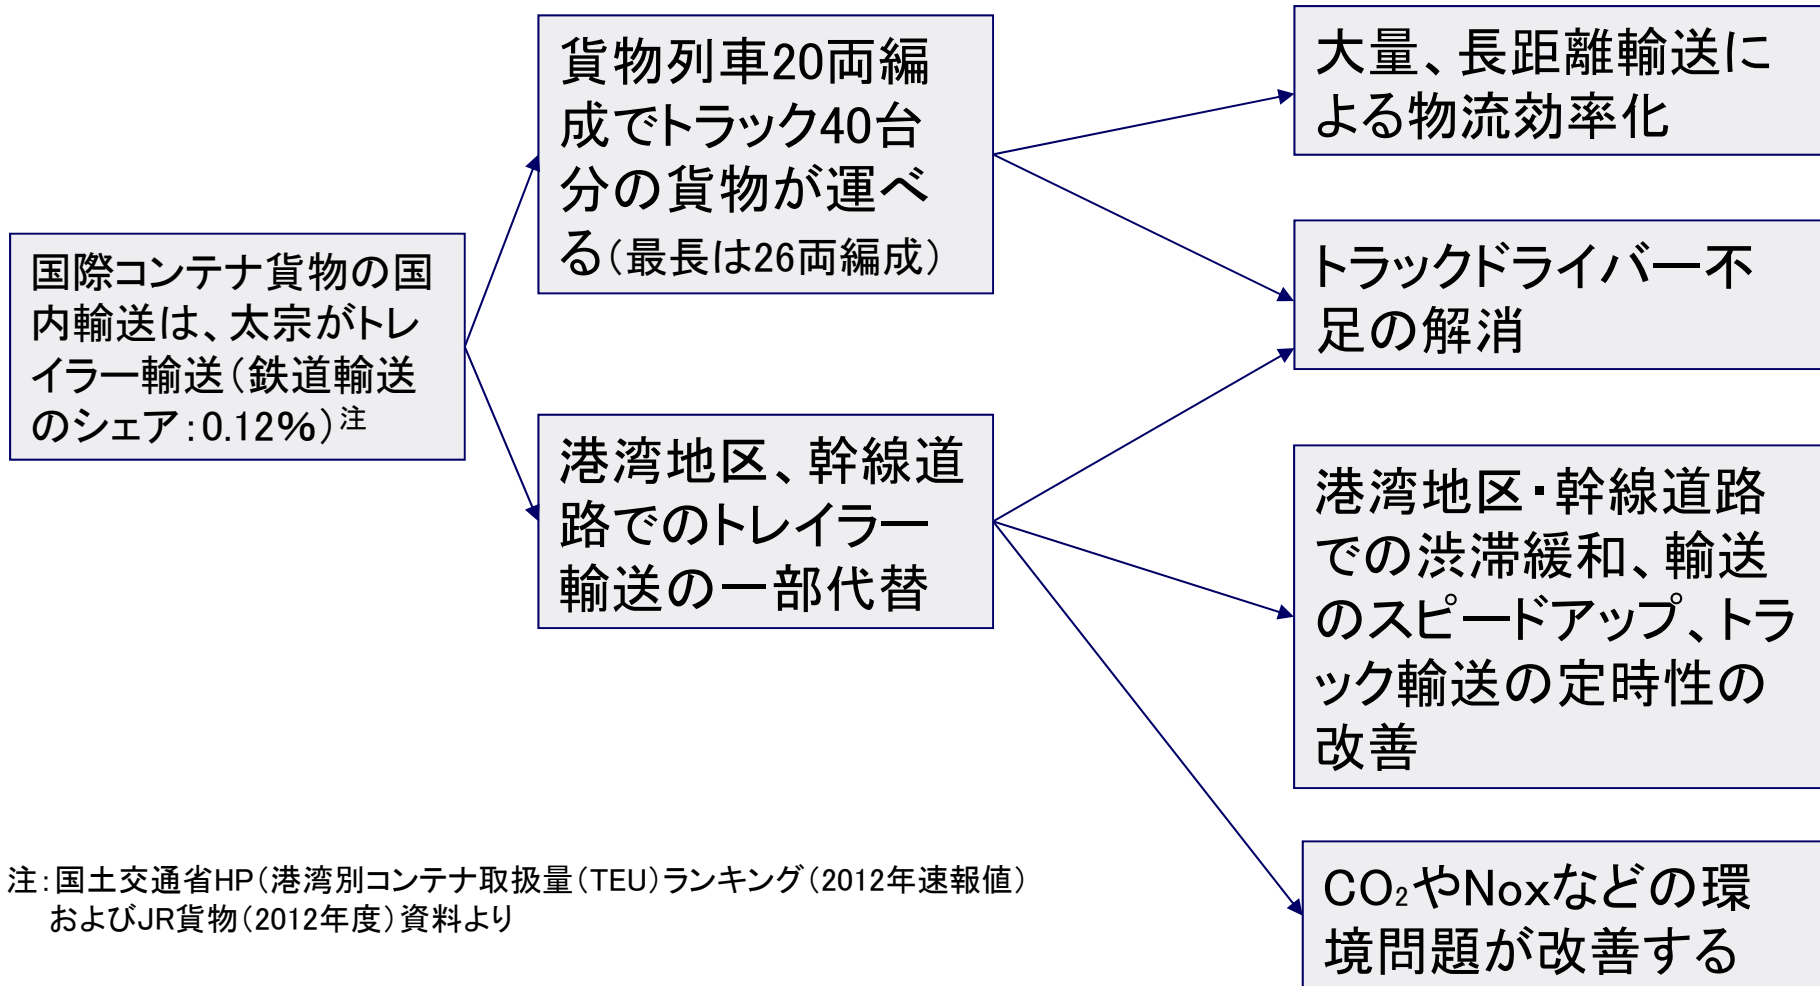 国際コンテナ貨物の国
内輸送は、太宗がトレ
イラー輸送（鉄道輸送
のシェア：0.12%）注
貨物列車20両編
成でトラック40台
分の貨物が運べ
る（最長は26両編成）
港湾地区、幹線道
路でのトレイラー
輸送の一部代替
大量、長距離輸送に
よる物流効率化
トラックドライバー不
足の解消
港湾地区・幹線道路
での渋滞緩和、輸送
のスピードアップ、トラ
ック輸送の定時性の
改善
CO₂やNoxなどの環
境問題が改善する
注：国土交通省HP（港湾別コンテナ取扱量（TEU）ランキング（2012年速報値）
およびJR貨物（2012年度）資料より